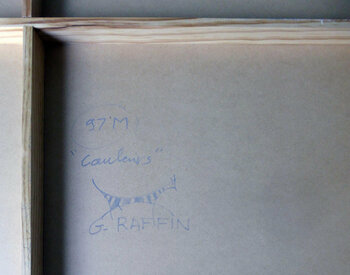 97'M
"Couleurs"
G. RAFFIN